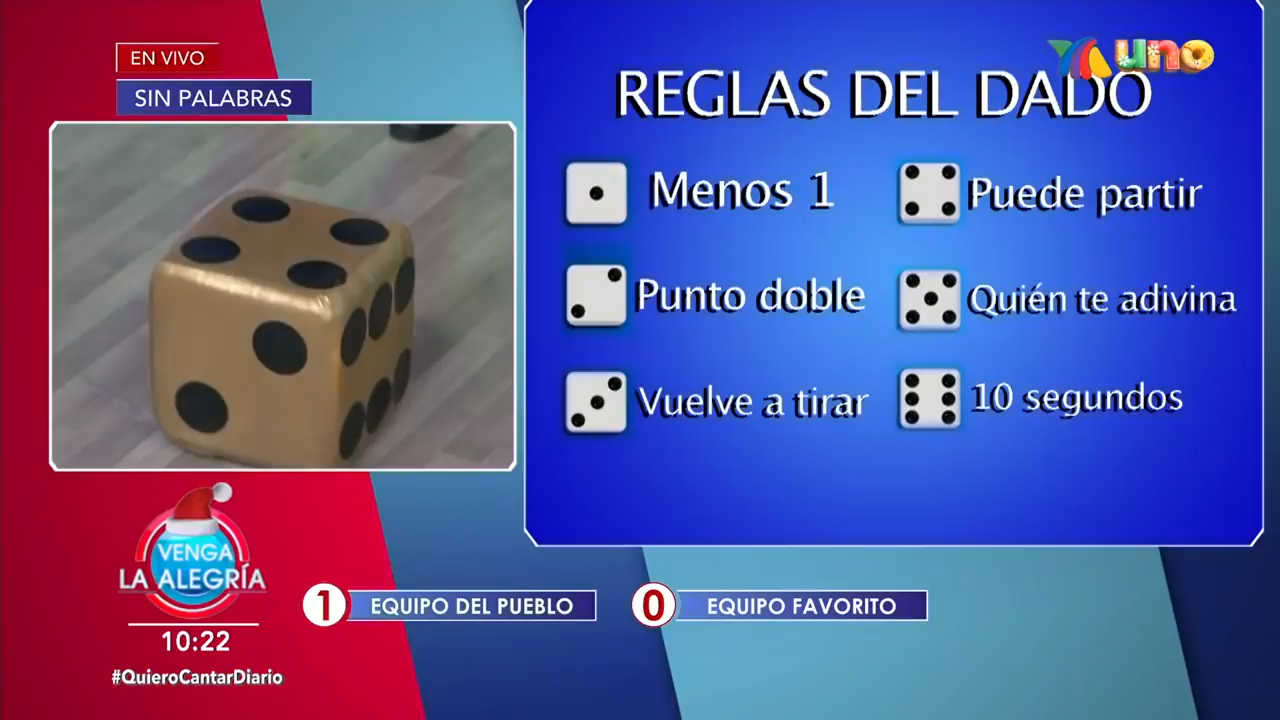 EN VIVO
SIN PALABRAS
uno
REGLAS DEL DADO
Menos 1
Puede partir
Punto doble
Quién te adivina
Vuelve a tirar
10 segundos
VENGA
LA ALEGRÍA
1 EQUIPO DEL PUEBLO
0 EQUIPO FAVORITO
10:22
#QuieroCantarDiario